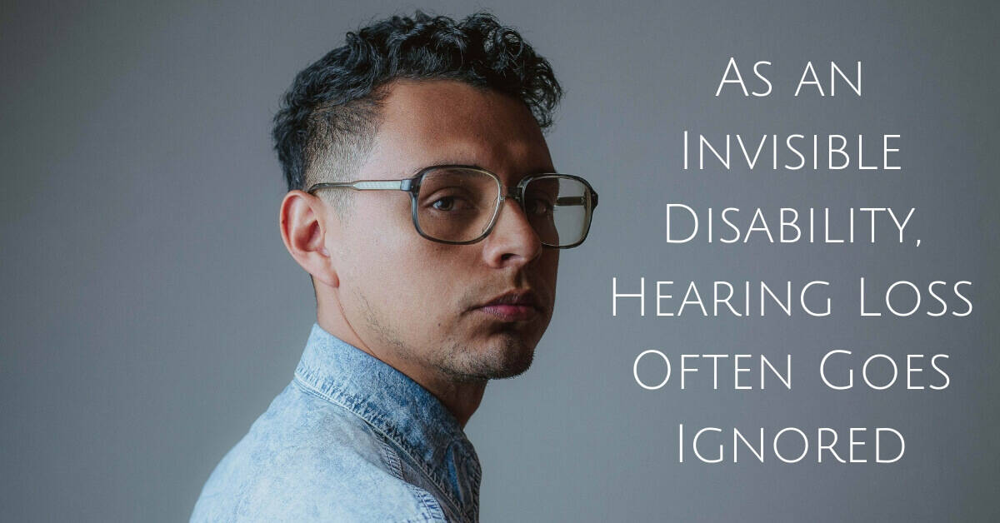 As an
Invisible
Disability,
Hearing Loss
Often Goes
Ignored